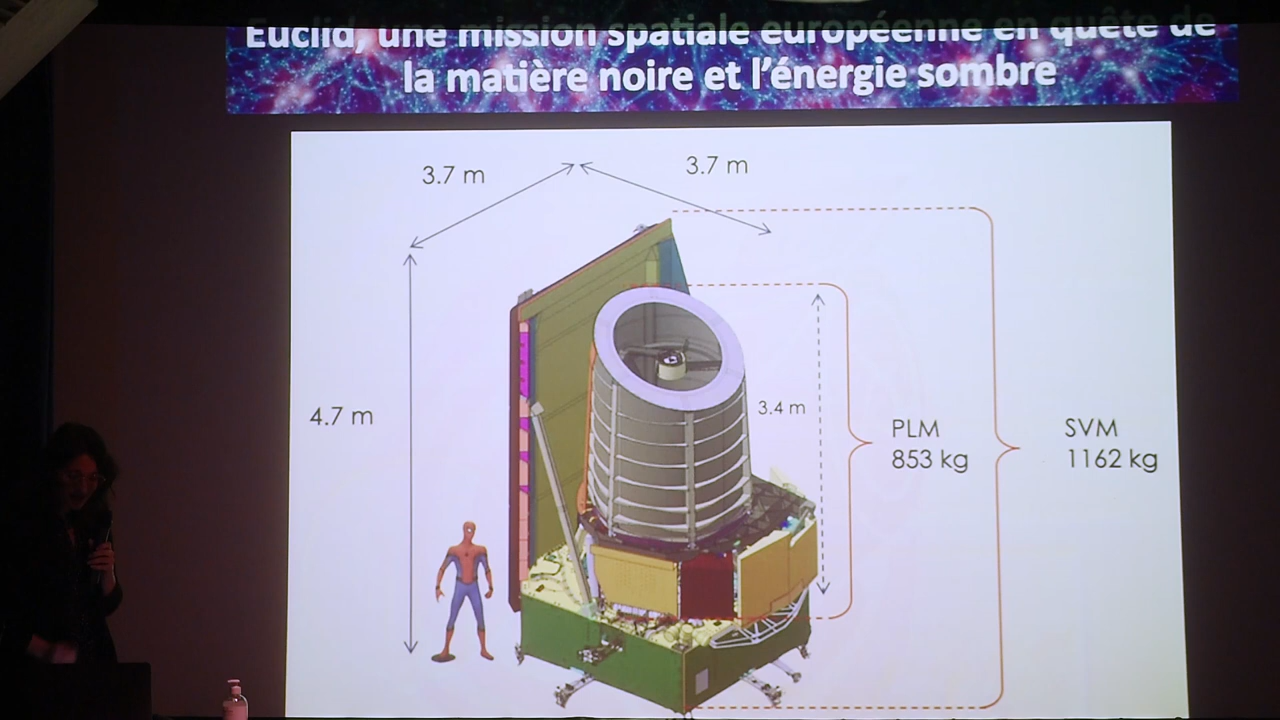 Euclid, une mission spatiale européenne en quête de
la matière noire et l'énergie sombre
3.7 m
3.7 m
4.7 m
3.4 m
PLM
853 kg
SVM
1162 kg